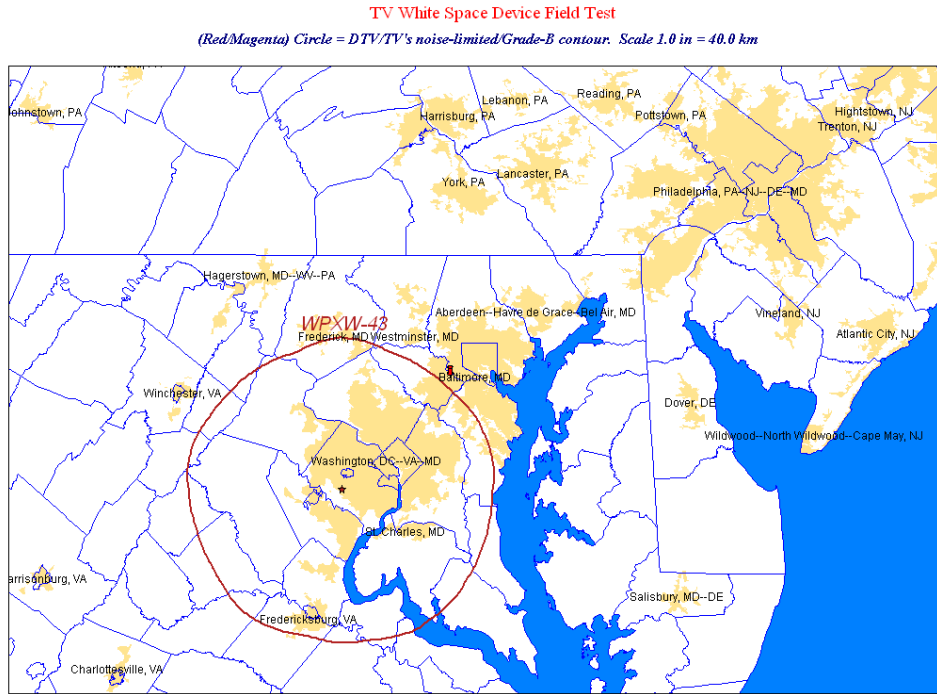 TV White Space Device Field Test
(Red/Magenta) Circle = DTV/TV's noise-limited/Grade-B contour. Scale 1.0 in = 40.0 km
Johnstown, PA
Lebanon, PA
Reading, PA
Harrisburg, PA
Pottstown, PA
Hightstown, NJ
Trenton, NJ
York, PA
Lancaster, PA
Philadelphia, PA--NJ--DE--MD
Hagerstown, MD--WV--PA
WPXW-43
Aberdeen--Havre de Grace--Bel Air, MD
Vineland, NJ
Frederick, MD
Westminster, MD
Atlantic City, NJ
Baltimore, MD
Winchester, VA
Dover, DE
Wildwood--North Wildwood--Cape May, NJ
Washington, DC--VA--MD
St. Charles, MD
arrisonburg, VA
Salisbury, MD--DE
Fredericksburg, VA
Charlottesville, VA